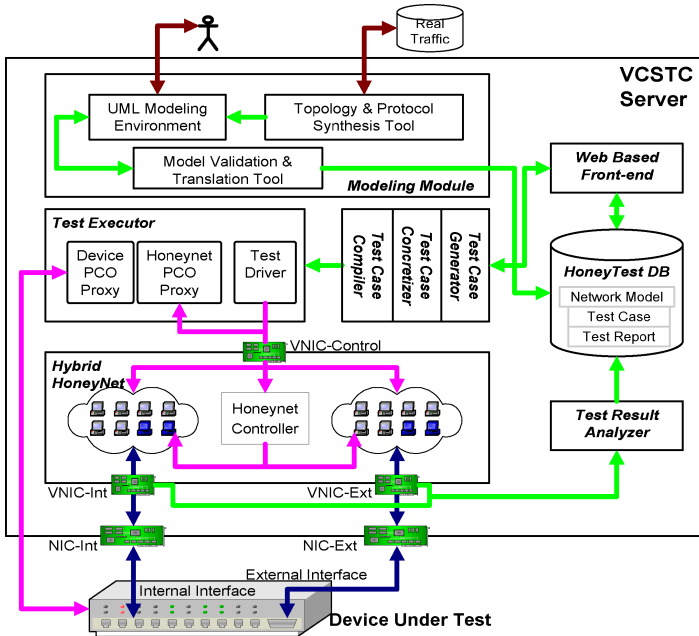 Real
Traffic
VCSTC
Server
UML Modeling
Environment
Topology & Protocol
Synthesis Tool
Model Validation &
Translation Tool
Modeling Module
Web Based
Front-end
Test Executor
Device
PCO
Proxy
Honeynet
PCO
Proxy
Test
Driver
Test Case
Compiler
Test Case
Concretizer
Test Case
Generator
HoneyTest DB
Network Model
Test Case
Test Report
VNIC-Control
Hybrid
HoneyNet
Honeynet
Controller
Test Result
Analyzer
VNIC-Int
VNIC-Ext
NIC-Int
NIC-Ext
External Interface
Internal Interface
Device Under Test